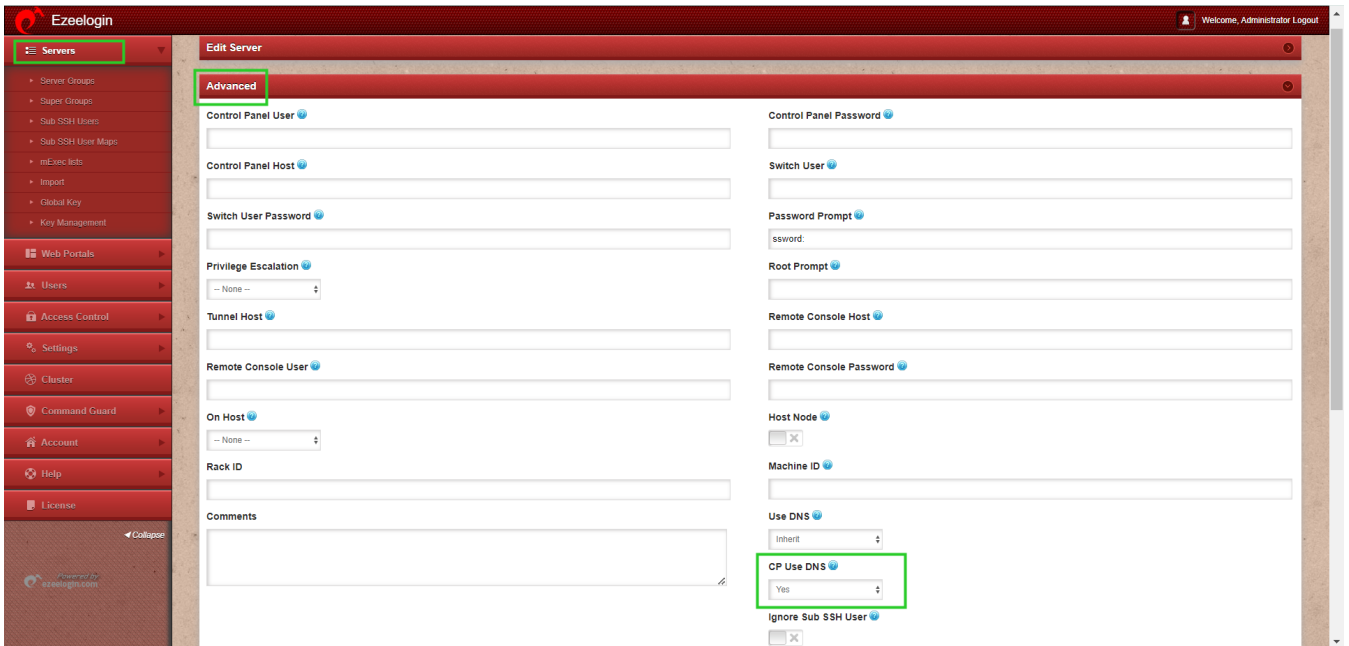 Ezeelogin
Welcome, Administrator Logout
Servers
Server Groups
Super Groups
Sub SSH Users
Sub SSH User Maps
mExec lists
Import
Global Key
Key Management
Web Portals
Users
Access Control
Settings
Cluster
Command Guard
Account
Help
License
Collapse
Powered by
ezeelogin.com
Edit Server
Advanced
Control Panel User
Control Panel Password
Control Panel Host
Switch User
Switch User Password
Password Prompt
ssword:
Privilege Escalation
-- None --
Root Prompt
Tunnel Host
Remote Console Host
Remote Console User
Remote Console Password
On Host
-- None --
Host Node
Rack ID
Machine ID
Comments
Use DNS
Inherit
CP Use DNS
Yes
Ignore Sub SSH User